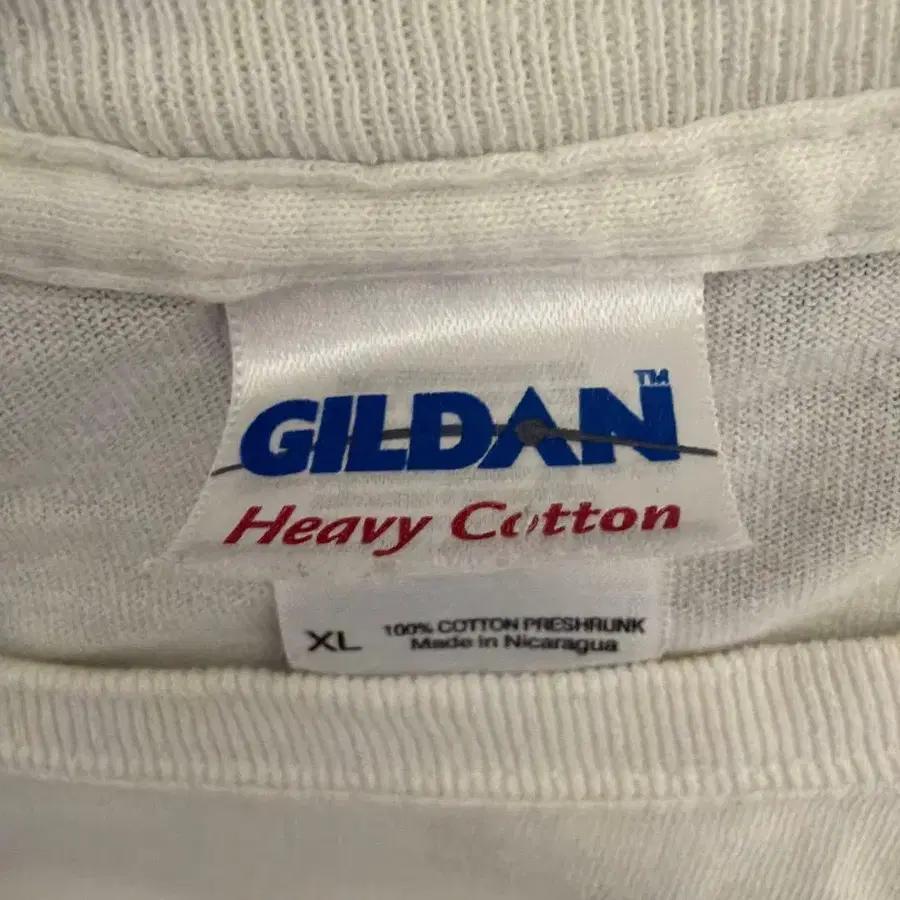 GILDAN™
Heavy Cotton
XL
100% COTTON PRESHRUNK
Made in Nicaragua